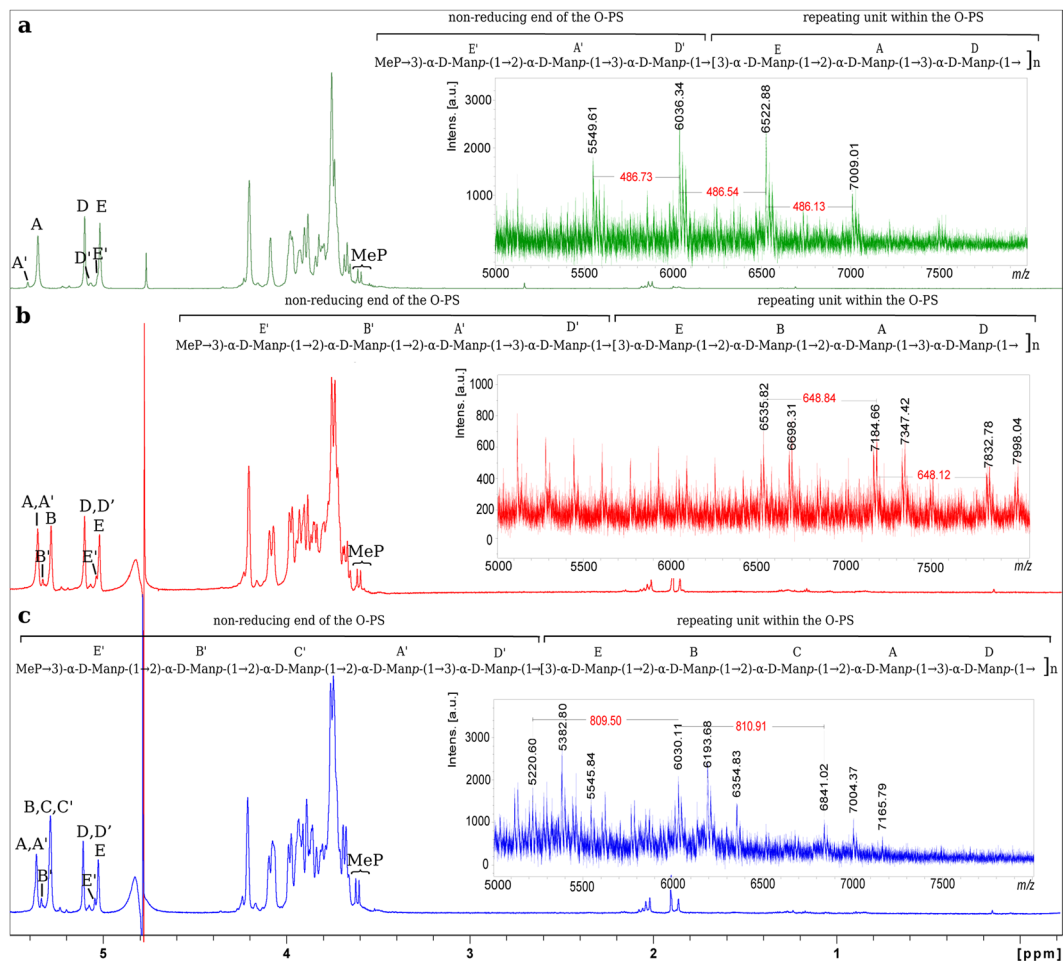 a
non-reducing end of the O-PS
repeating unit within the O-PS
E' A' D' E A D
MeP→3)-α-D-Manp-(1→2)-α-D-Manp-(1→3)-α-D-Manp-(1→[3)-α-D-Manp-(1→2)-α-D-Manp-(1→3)-α-D-Manp-(1→ ]n
Intens. [a.u.]
3000
2000
1000
5549.61
6036.34
6522.88
7009.01
486.73
486.54
486.13
5000 5500 6000 6500 7000 7500 m/z
A'
A
D
D'
E
E'
MeP
b
non-reducing end of the O-PS
repeating unit within the O-PS
E' B' A' D' E B A D
MeP→3)-α-D-Manp-(1→2)-α-D-Manp-(1→2)-α-D-Manp-(1→3)-α-D-Manp-(1→[3)-α-D-Manp-(1→2)-α-D-Manp-(1→2)-α-D-Manp-(1→3)-α-D-Manp-(1→ ]n
Intens. [a.u.]
1000
800
600
400
200
0
6535.82
6698.31
7184.66
7347.42
7832.78
7998.04
648.84
648.12
5000 5500 6000 6500 7000 7500 m/z
A,A'
B
B'
D,D’
E
E'
MeP
c
non-reducing end of the O-PS
repeating unit within the O-PS
E' B' C' A' D' E B C A D
MeP→3)-α-D-Manp-(1→2)-α-D-Manp-(1→2)-α-D-Manp-(1→2)-α-D-Manp-(1→3)-α-D-Manp-(1→[3)-α-D-Manp-(1→2)-α-D-Manp-(1→2)-α-D-Manp-(1→2)-α-D-Manp-(1→3)-α-D-Manp-(1→ ]n
Intens. [a.u.]
3000
2000
1000
0
5220.60
5382.80
5545.84
6030.11
6193.68
6354.83
6841.02
7004.37
7165.79
809.50
810.91
5000 5500 6000 6500 7000 7500 m/z
B,C,C'
A,A'
B'
D,D’
E
E'
MeP
5 4 3 2 1 [ppm]